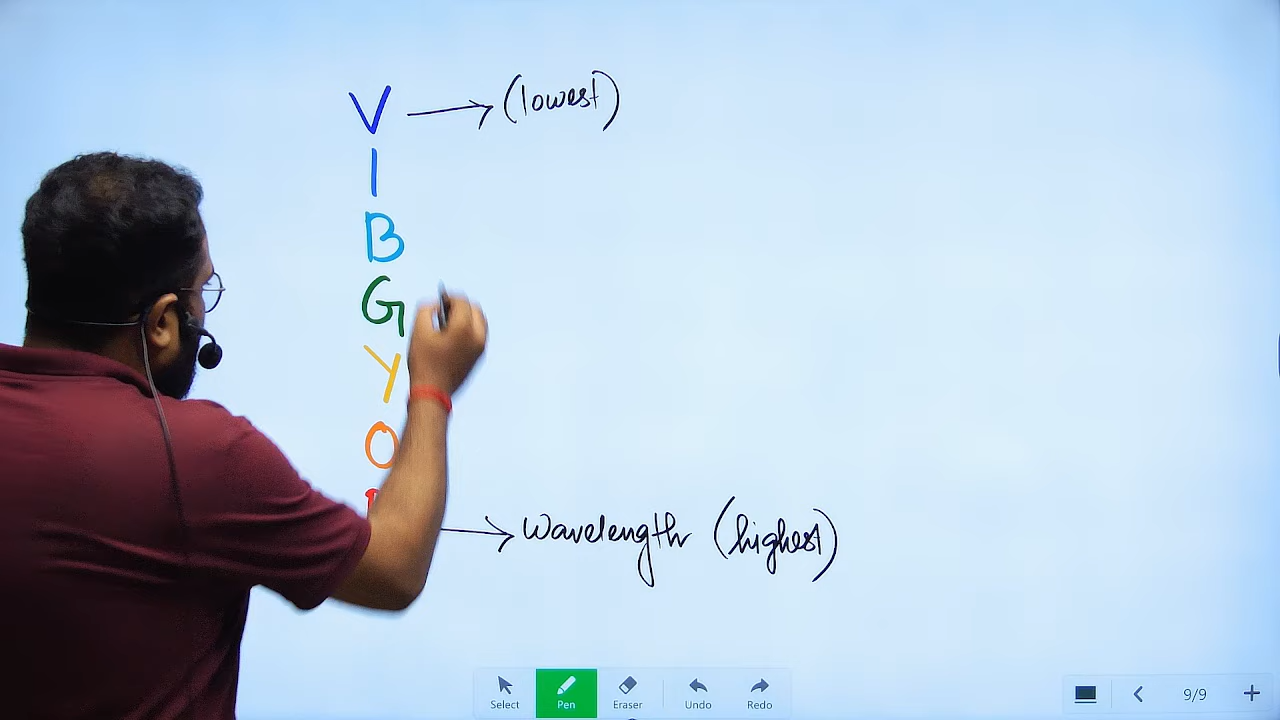 V → (lowest)
I
B
G
Y
O
→ Wavelength (highest)
Select Pen Eraser Undo Redo
9/9